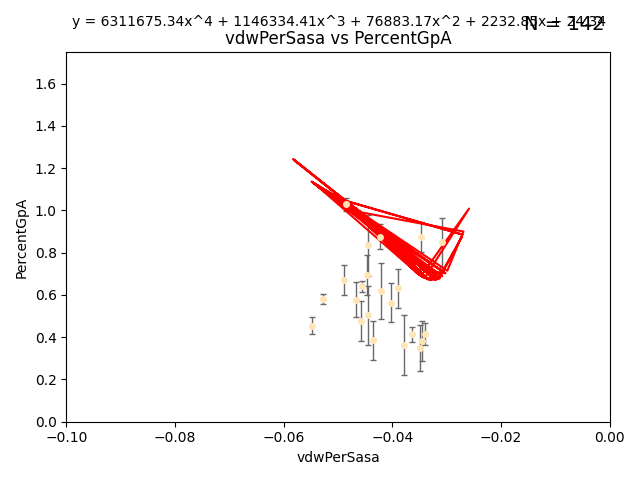 y = 6311675.34x^4 + 1146334.41x^3 + 76883.17x^2 + 2232.85x + 24.34
N = 142
vdwPerSasa vs PercentGpA
1.6
1.4
1.2
1.0
0.8
0.6
0.4
0.2
0.0
PercentGpA
−0.10 −0.08 −0.06 −0.04 −0.02 0.00
vdwPerSasa